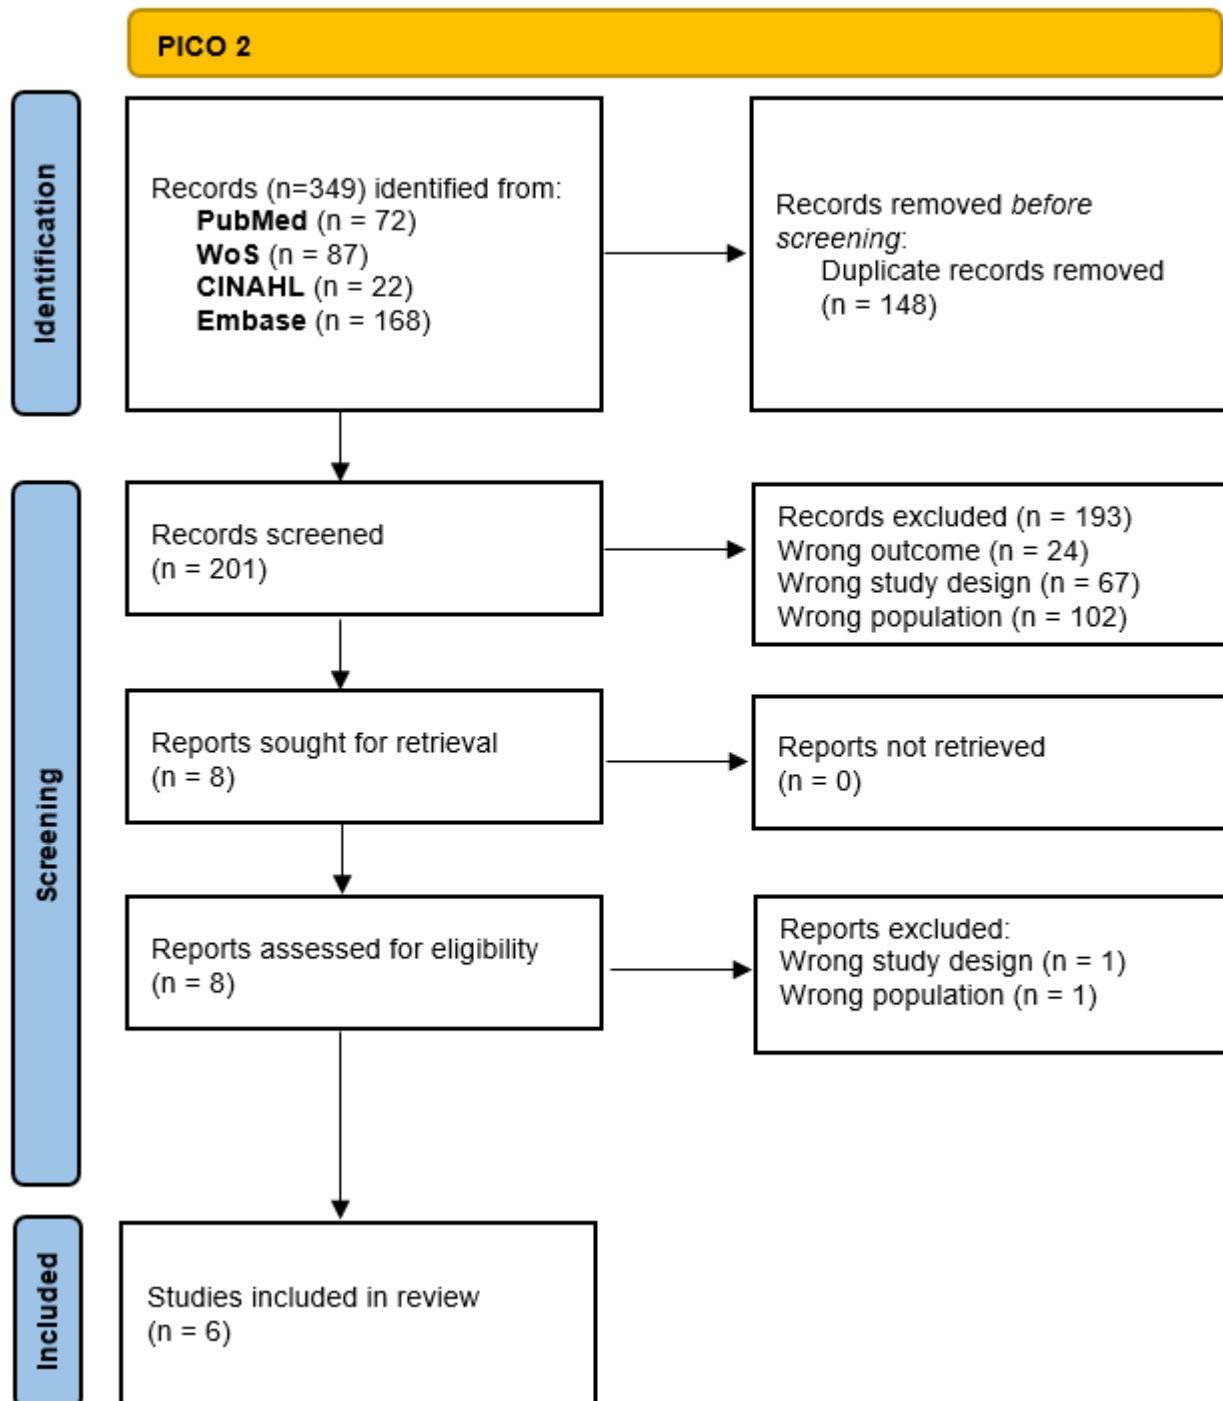 PICO 2
Identification
Records (n=349) identified from:
PubMed (n = 72)
WoS (n = 87)
CINAHL (n = 22)
Embase (n = 168)
Records removed before
screening:
Duplicate records removed
(n = 148)
Screening
Records screened
(n = 201)
Records excluded (n = 193)
Wrong outcome (n = 24)
Wrong study design (n = 67)
Wrong population (n = 102)
Reports sought for retrieval
(n = 8)
Reports not retrieved
(n = 0)
Reports assessed for eligibility
(n = 8)
Reports excluded:
Wrong study design (n = 1)
Wrong population (n = 1)
Included
Studies included in review
(n = 6)